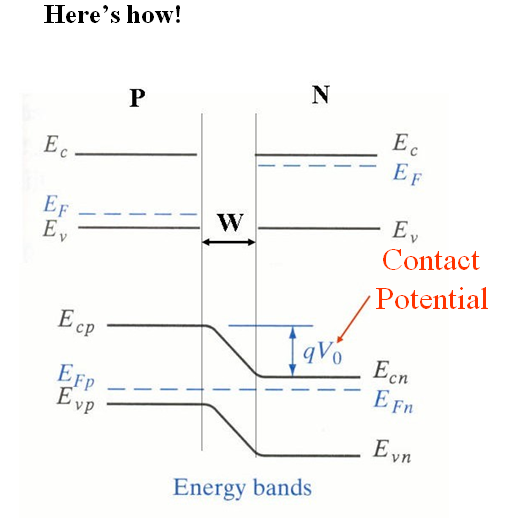 Here's how!
P N
E_c E_c
E_F E_F
E_v W E_v
Contact
Potential
E_cp
qV_0 E_cn
E_Fp E_Fn
E_vp
E_vn
Energy bands